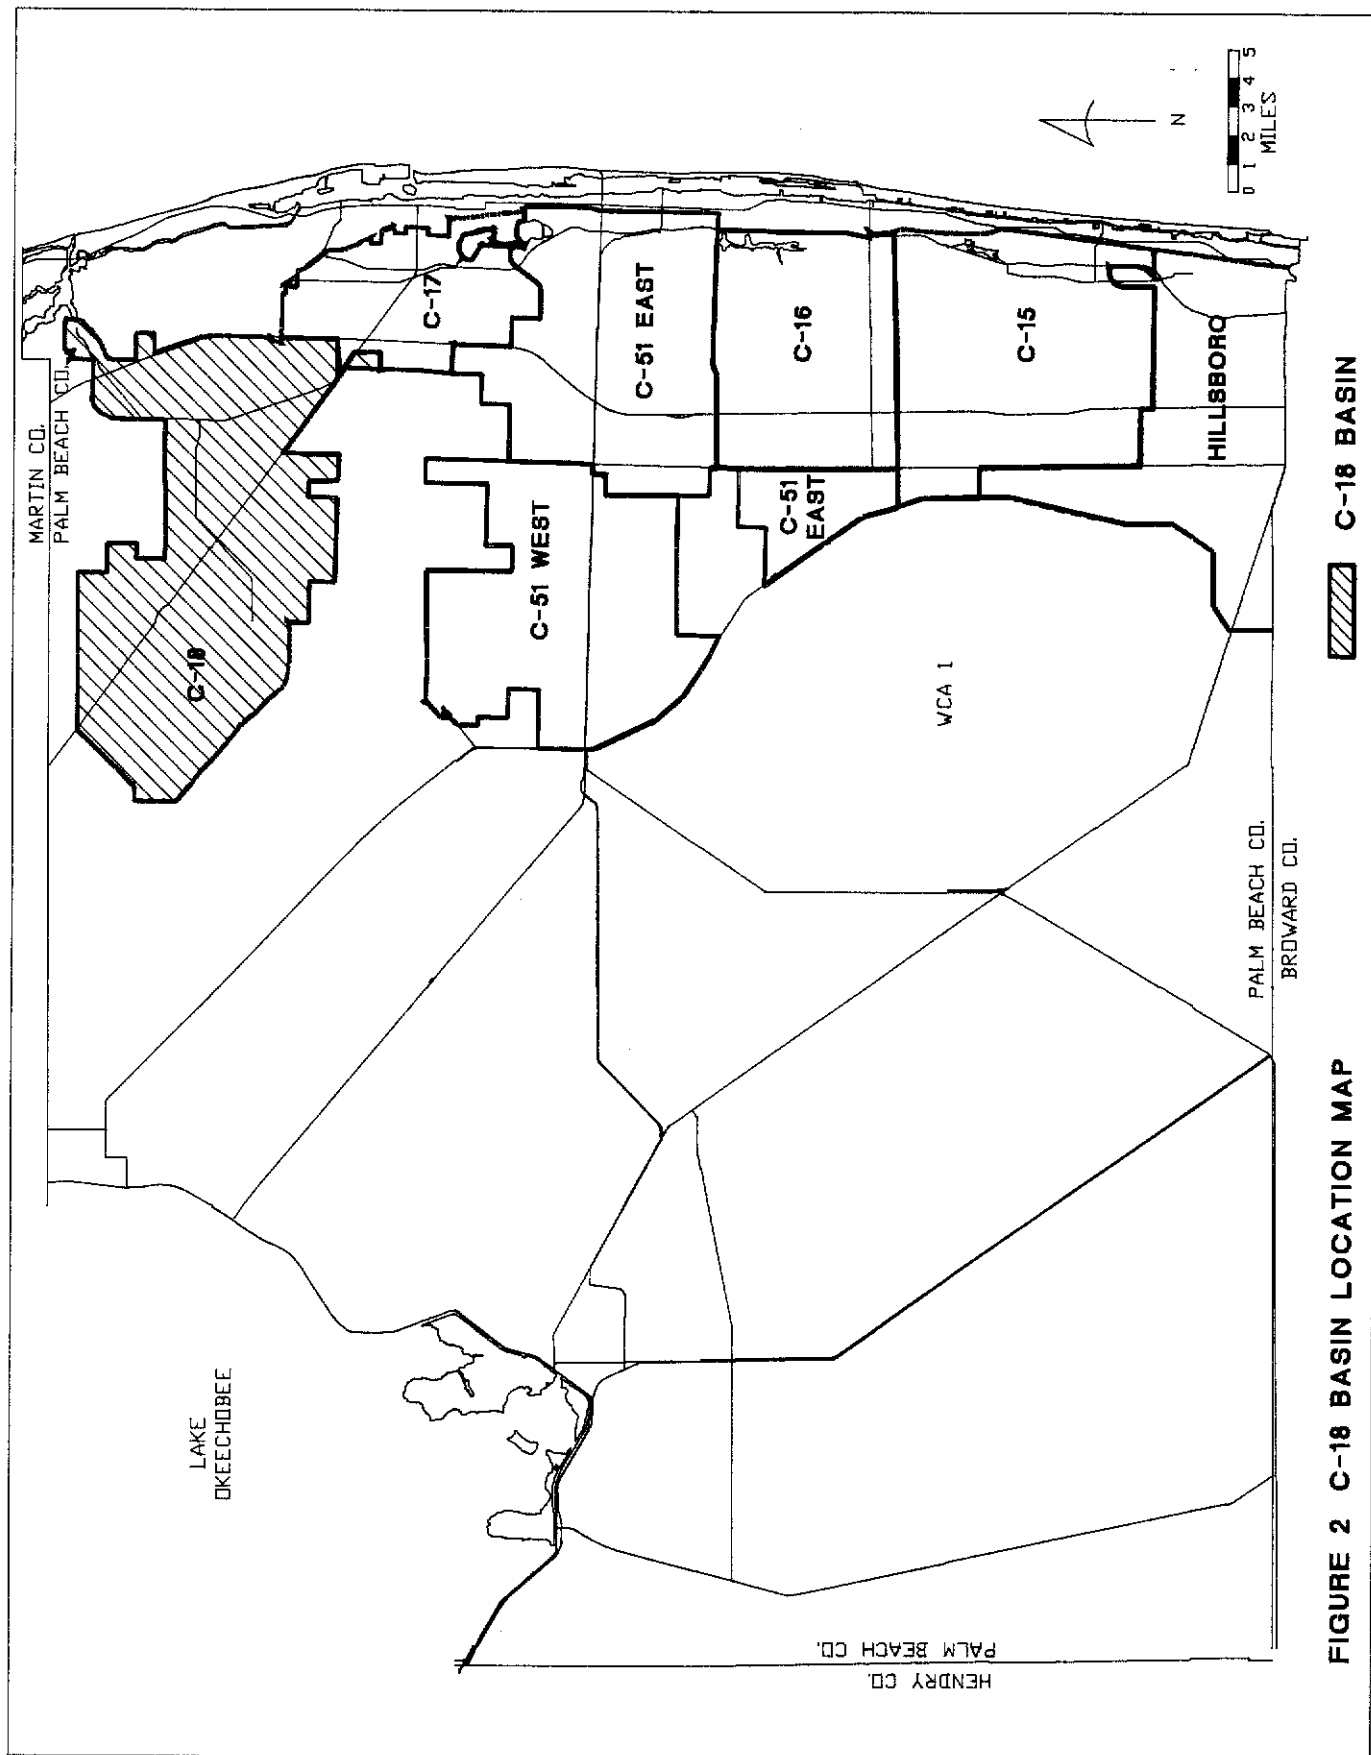 MARTIN CO.
PALM BEACH CO.
LAKE
OKEECHOBEE
C-18
C-17
C-51 WEST
C-51 EAST
C-51
EAST
C-16
C-15
WCA 1
HILLSBORO
HENDRY CO.
PALM BEACH CO.
PALM BEACH CO.
BROWARD CO.
N
0 1 2 3 4 5
MILES
FIGURE 2 C-18 BASIN LOCATION MAP
C-18 BASIN